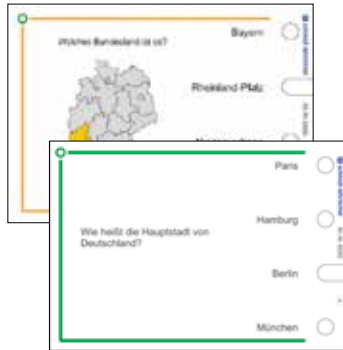 Welches Bundesland ist es?
Bayern
Rheinland-Pfalz
Wie heißt die Hauptstadt von
Deutschland?
Paris
Hamburg
Berlin
München